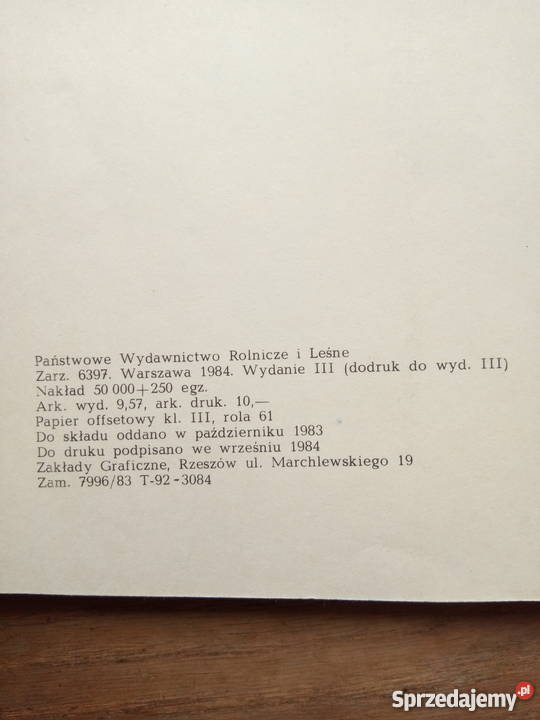 Państwowe Wydawnictwo Rolnicze i Leśne
Zarz. 6397. Warszawa 1984. Wydanie III (dodruk do wyd. III)
Nakład 50 000+250 egz.
Ark. wyd. 9,57, ark. druk. 10,—
Papier offsetowy kl. III, rola 61
Do składu oddano w październiku 1983
Do druku podpisano we wrześniu 1984
Zakłady Graficzne, Rzeszów ul. Marchlewskiego 19
Zam. 7996/83 T-92-3084
Sprzedajemy.pl